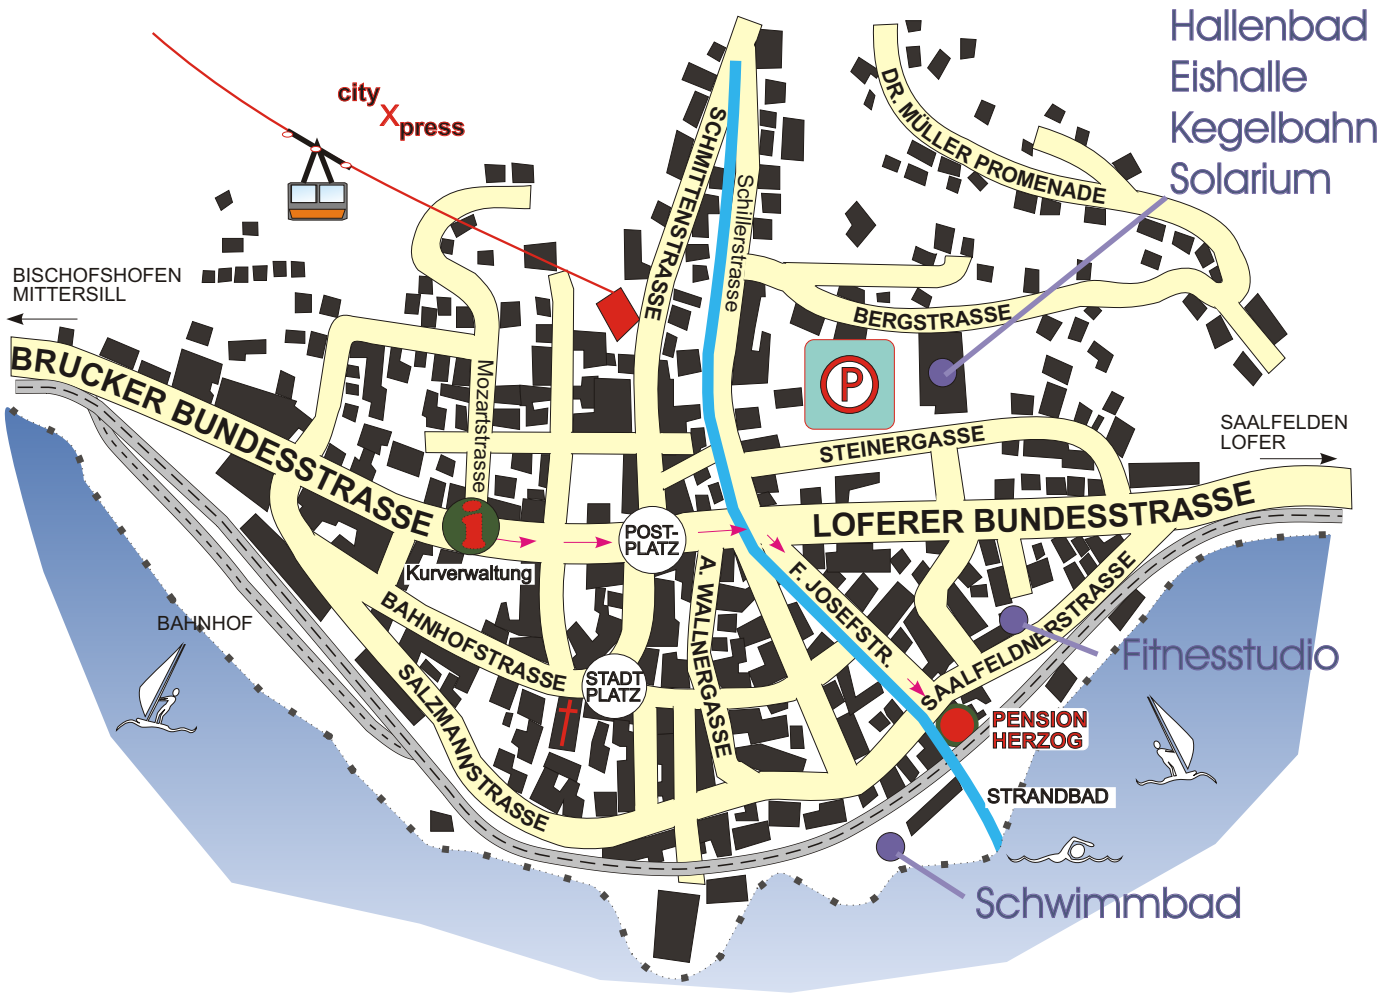 Hallenbad
Eishalle
Kegelbahn
Solarium
city
X
press
DR. MÜLLER PROMENADE
SCHMITTENSTRASSE
Schillerstrasse
BISCHOFSHOFEN
MITTERSILL
BERGSTRASSE
BRUCKER BUNDESSTRASSE
Mozartstrasse
P
STEINERGASSE
SAALFELDEN
LOFER
LOFERER BUNDESSTRASSE
i
POST-
PLATZ
Kurverwaltung
A. WALLNERGASSE
F. JOSEFSTR.
SAALFELDNERSTRASSE
BAHNHOF
BAHNHOFSTRASSE
Fitnesstudio
STADT
PLATZ
SALZMANNSTRASSE
PENSION
HERZOG
STRANDBAD
Schwimmbad